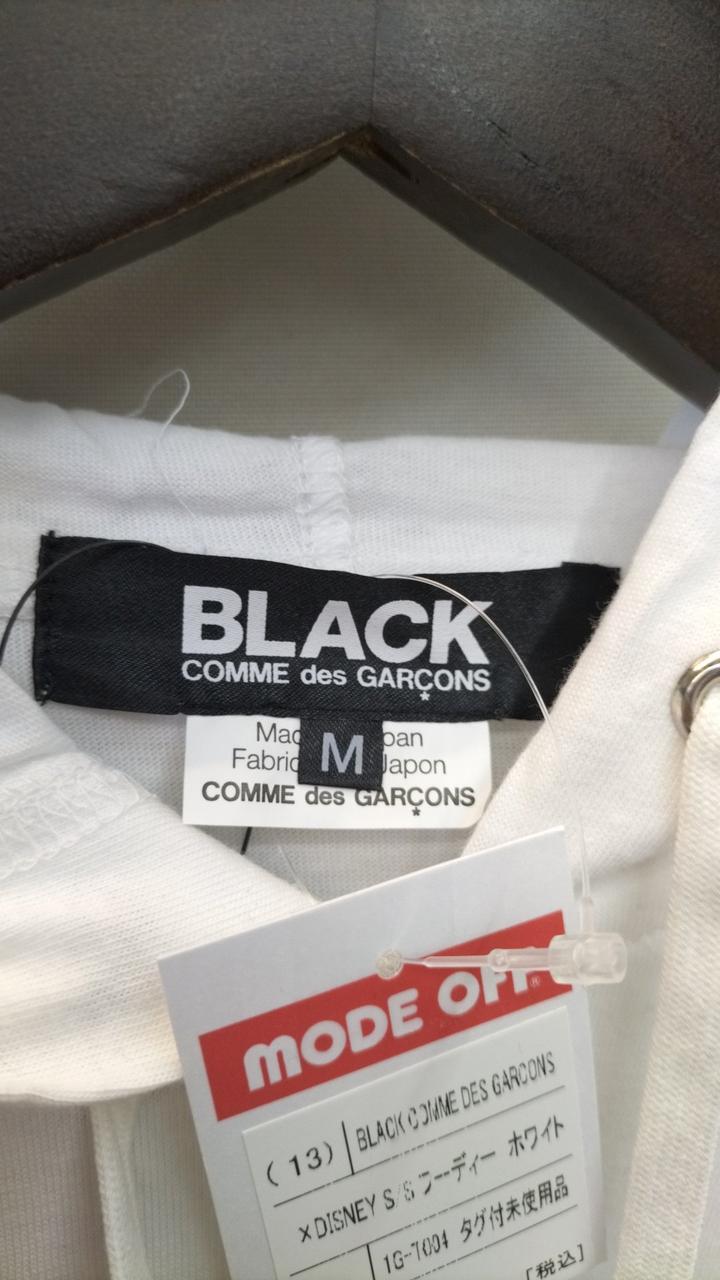 BLACK
COMME des GARÇONS
M
COMME des GARÇONS
MODE OFF
(13) BLACK COMME DES GARCONS
×DISNEY S/S フーディー ホワイト
1G-7004 タグ付未使用品
[税込]